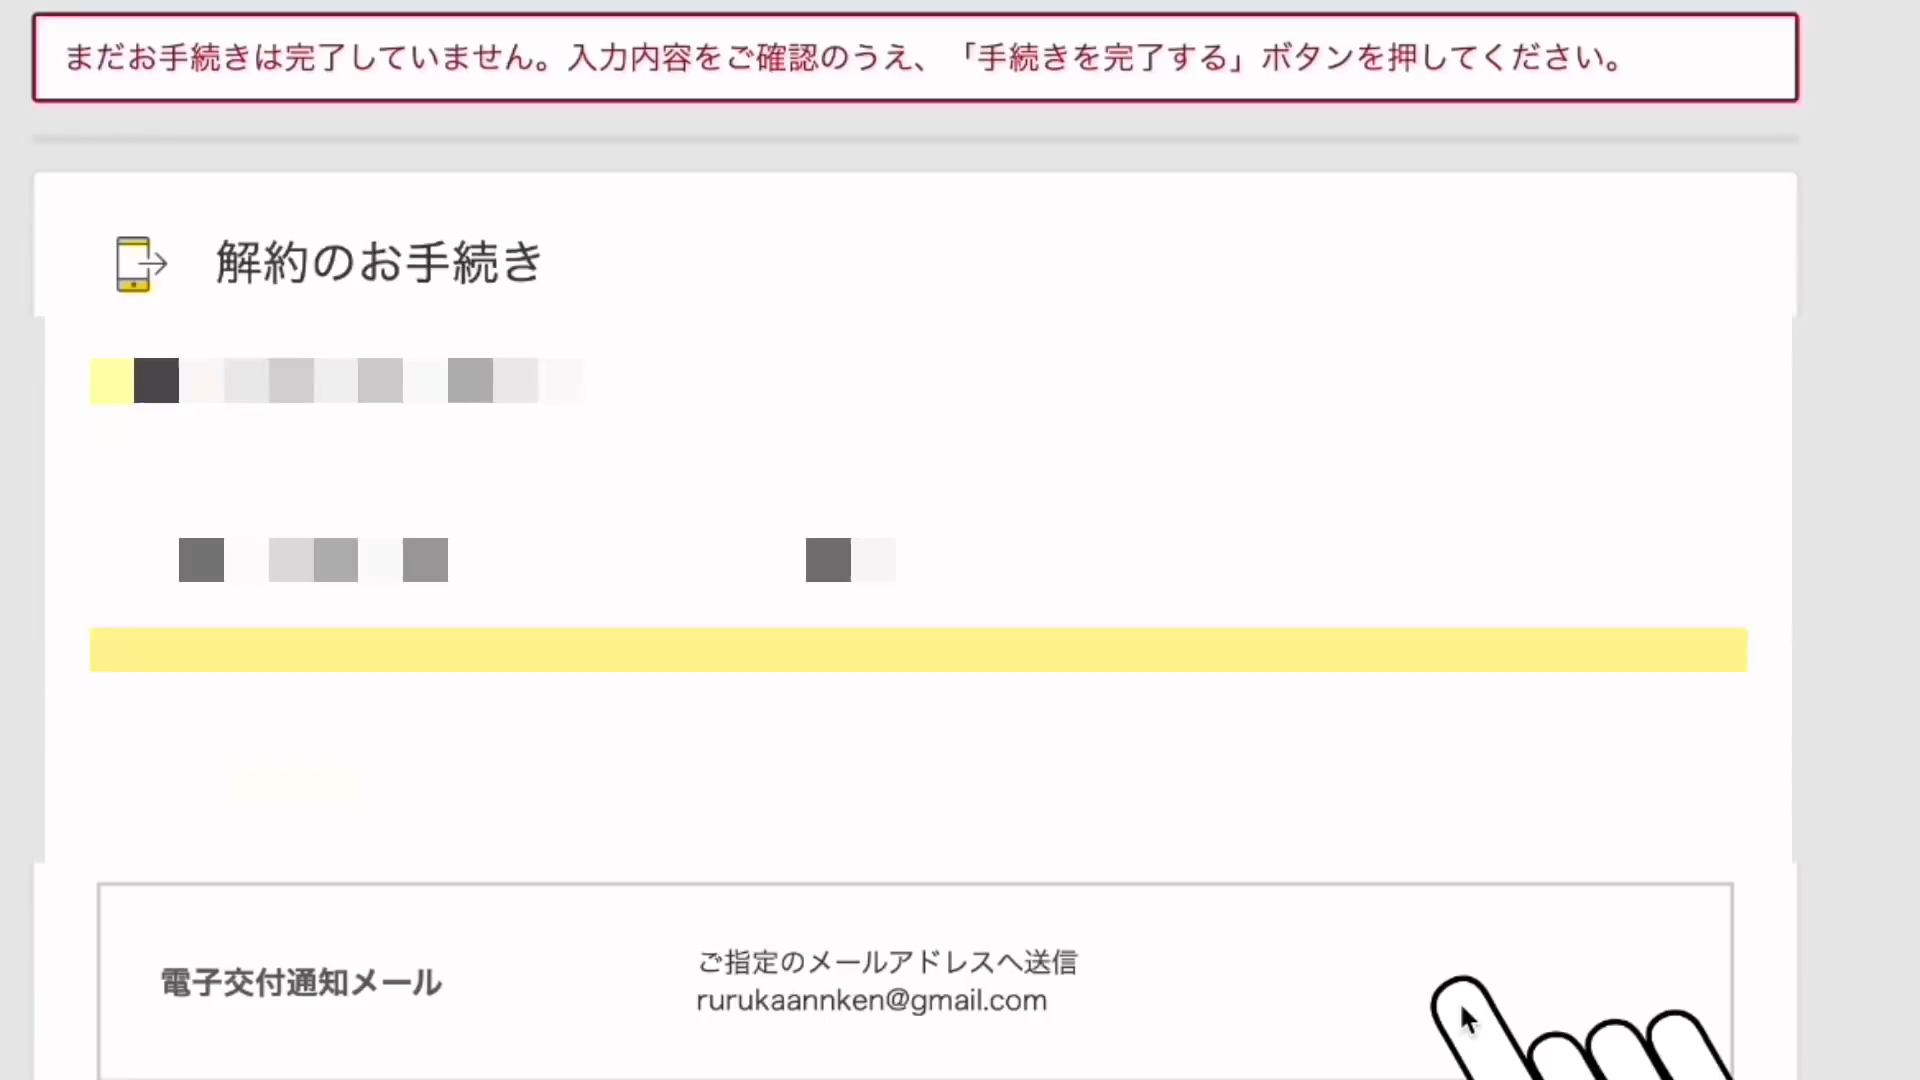 まだお手続きは完了していません。入力内容をご確認のうえ、「手続きを完了する」ボタンを押してください。
解約のお手続き
電子交付通知メール
ご指定のメールアドレスへ送信
rurukaannken@gmail.com